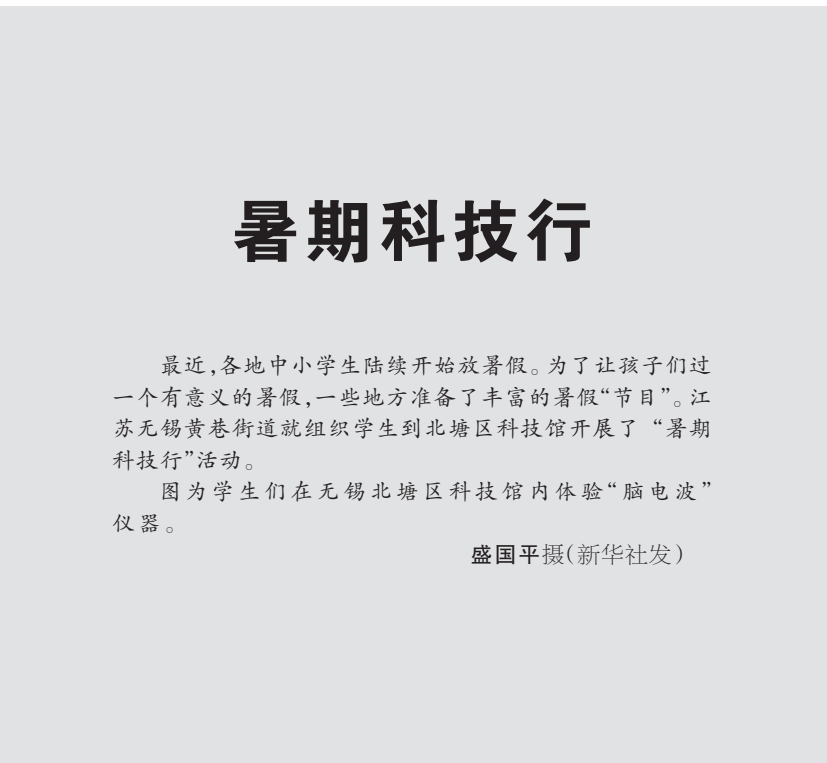 暑期科技行
最近,各地中小学生陆续开始放暑假。为了让孩子们过
一个有意义的暑假,一些地方准备了丰富的暑假“节目”。江
苏无锡黄巷街道就组织学生到北塘区科技馆开展了“暑期
科技行”活动。
图为学生们在无锡北塘区科技馆内体验“脑电波”
仪器。
盛国平摄(新华社发)